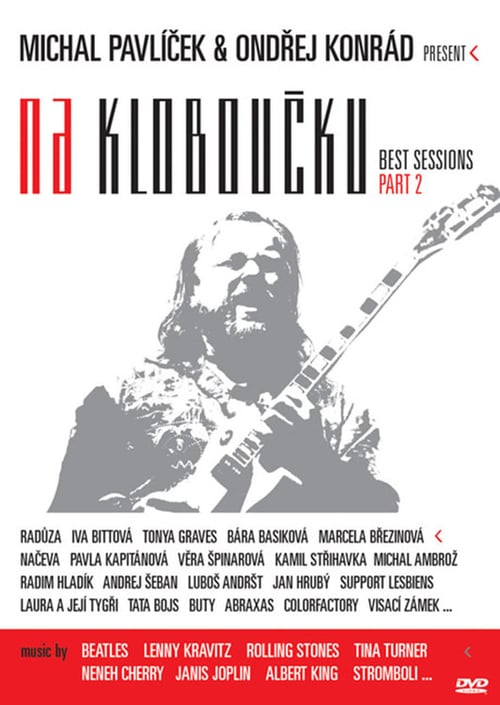 MICHAL PAVLÍČEK & ONDŘEJ KONRÁD PRESENT <
na KLOBOUČKU
BEST SESSIONS
PART 2
RADŮZA IVA BITTOVÁ TONYA GRAVES BÁRA BASIKOVÁ MARCELA BŘEZINOVÁ <
NAČEVA PAVLA KAPITÁNOVÁ VĚRA ŠPINAROVÁ KAMIL STŘIHAVKA MICHAL AMBROŽ
RADIM HLADÍK ANDREJ ŠEBAN LUBOŠ ANDRŠT JAN HRUBÝ SUPPORT LESBIENS
LAURA A JEJÍ TYGŘI TATA BOJS BUTY ABRAXAS COLORFACTORY VISACÍ ZÁMEK ...
music by BEATLES LENNY KRAVITZ ROLLING STONES TINA TURNER <
NENEH CHERRY JANIS JOPLIN ALBERT KING STROMBOLI ...
DVD